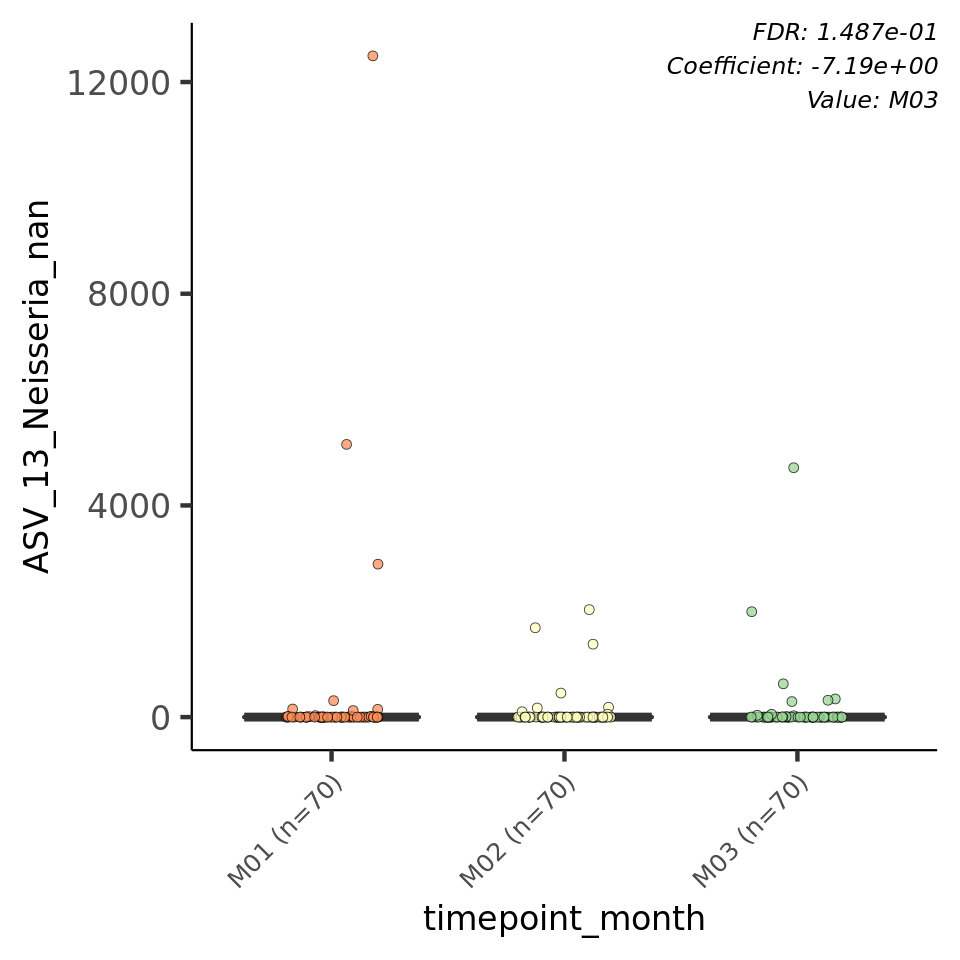 FDR: 1.487e-01
Coefficient: -7.19e+00
Value: M03
12000
8000
4000
0
ASV_13_Neisseria_nan
M01 (n=70)
M02 (n=70)
M03 (n=70)
timepoint_month